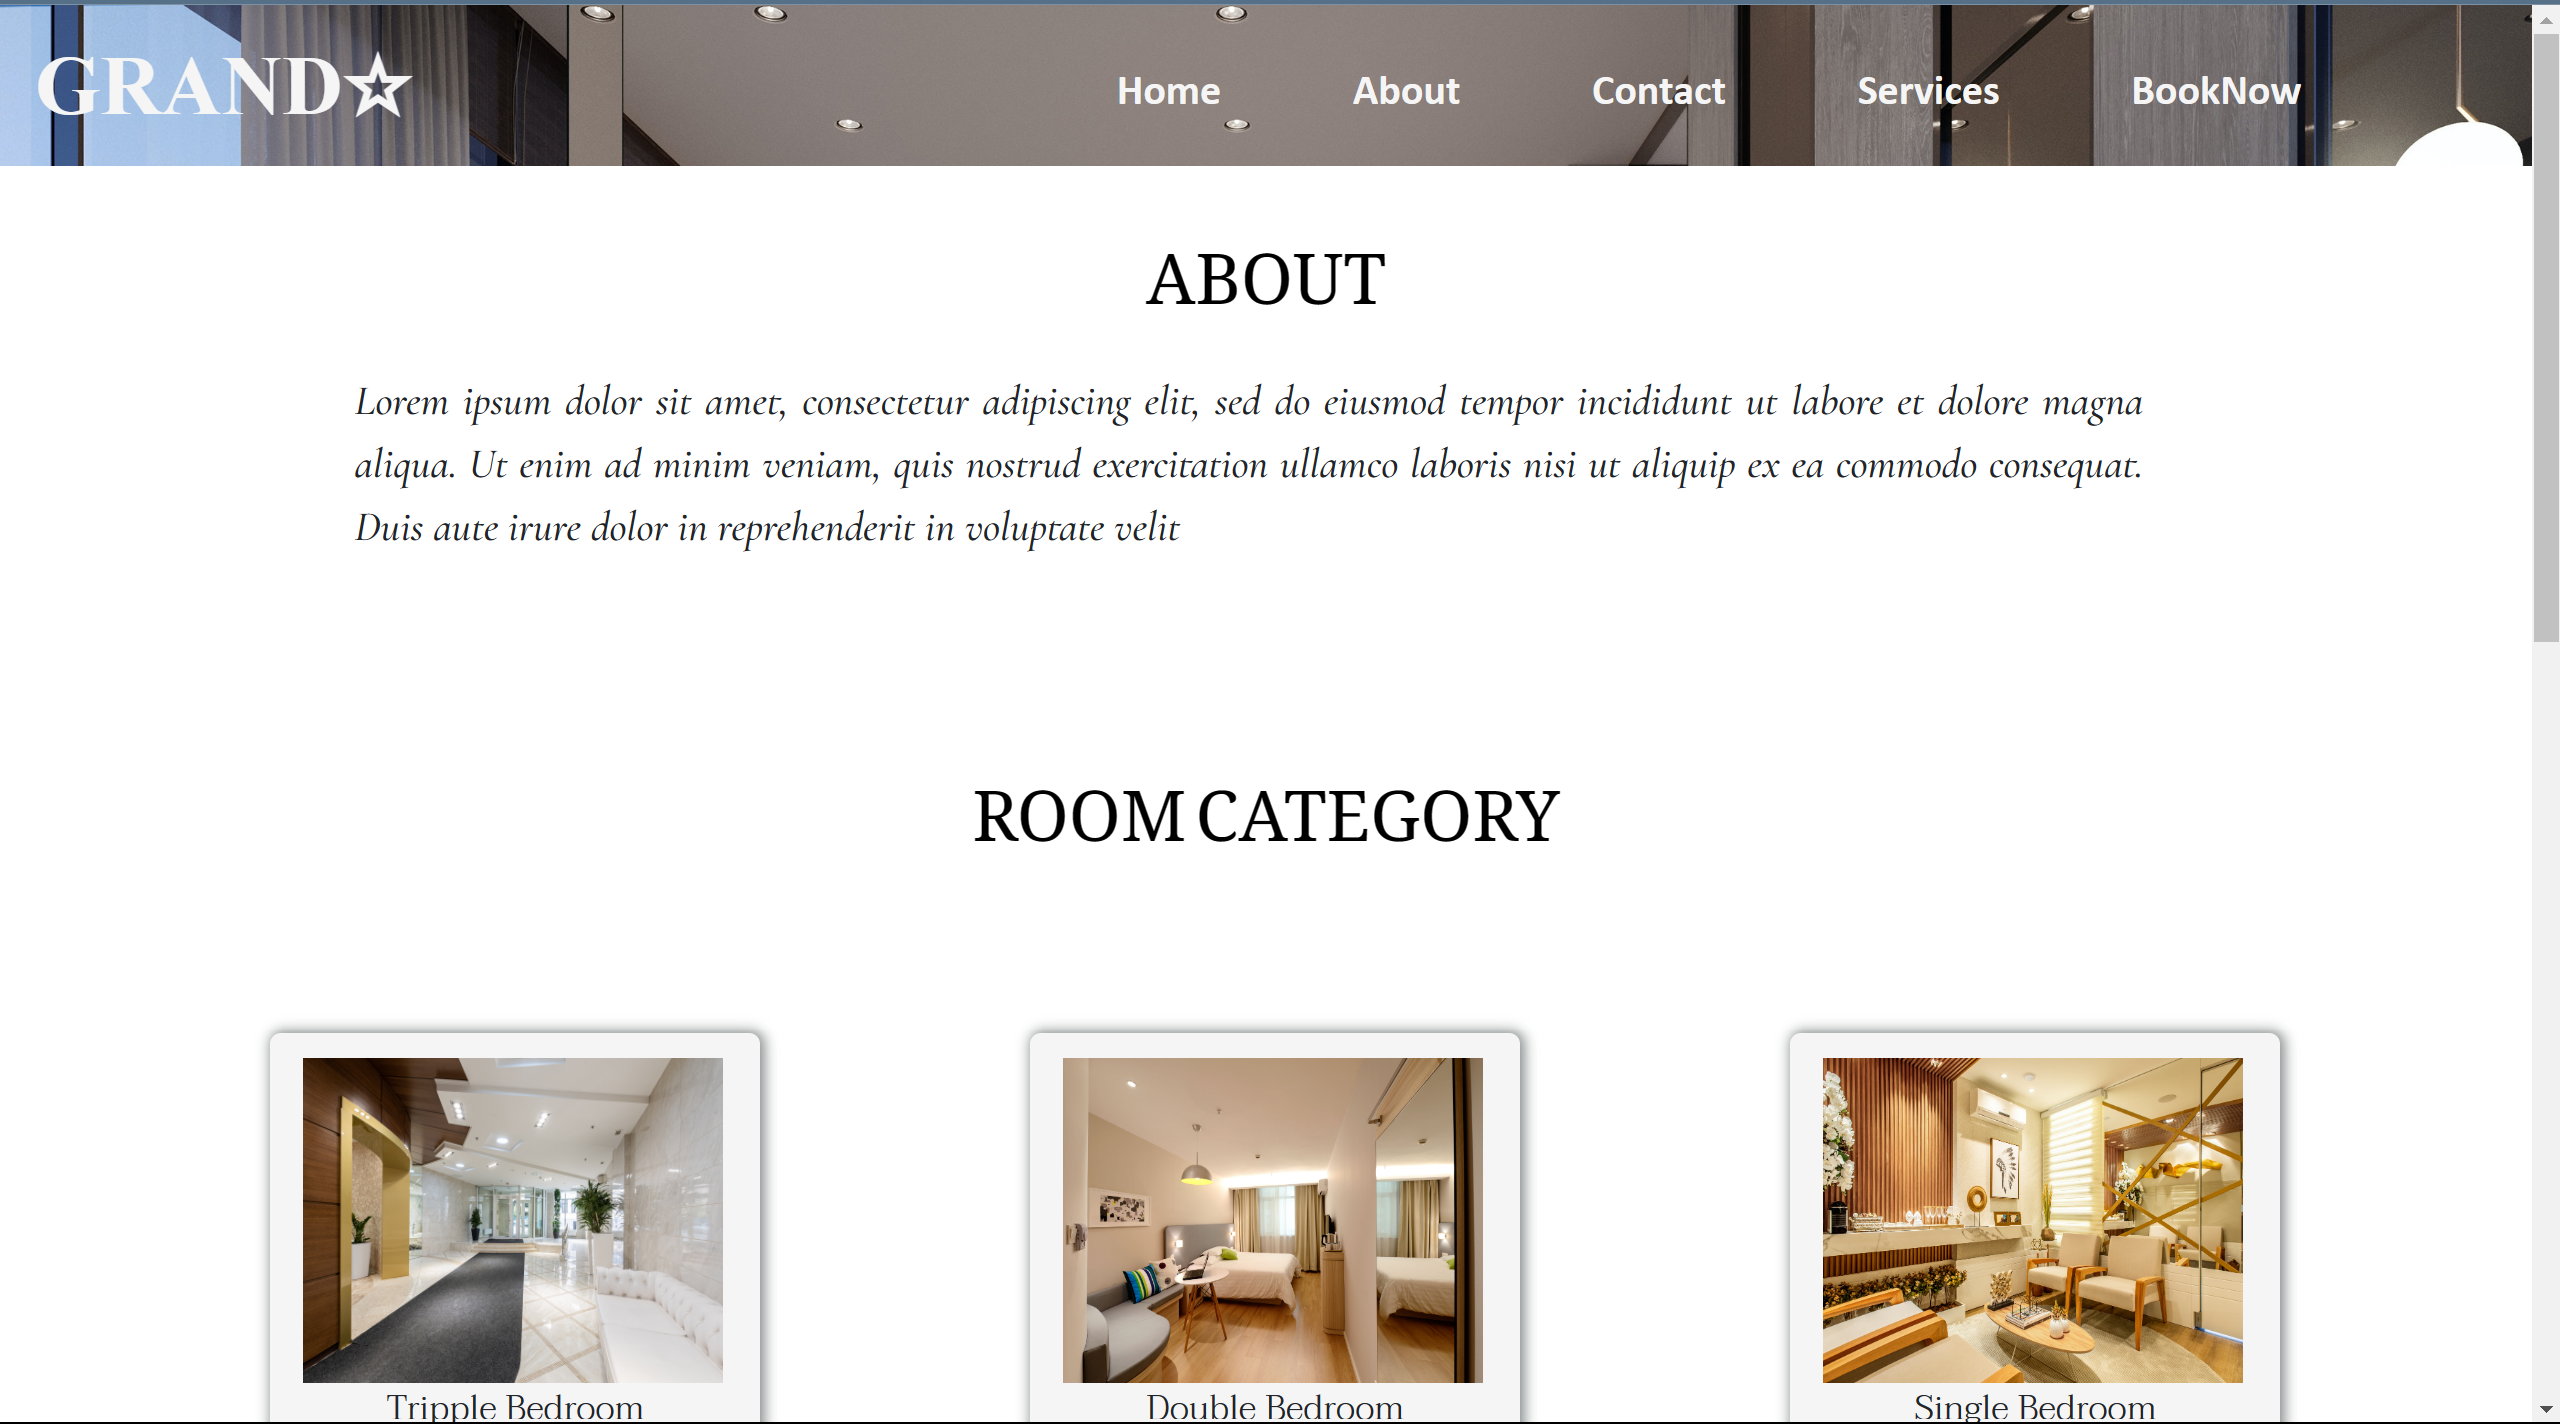 GRAND☆
Home About Contact Services BookNow
ABOUT
Lorem ipsum dolor sit amet, consectetur adipiscing elit, sed do eiusmod tempor incididunt ut labore et dolore magna
aliqua. Ut enim ad minim veniam, quis nostrud exercitation ullamco laboris nisi ut aliquip ex ea commodo consequat.
Duis aute irure dolor in reprehenderit in voluptate velit
ROOM CATEGORY
Tripple Bedroom
Double Bedroom
Single Bedroom